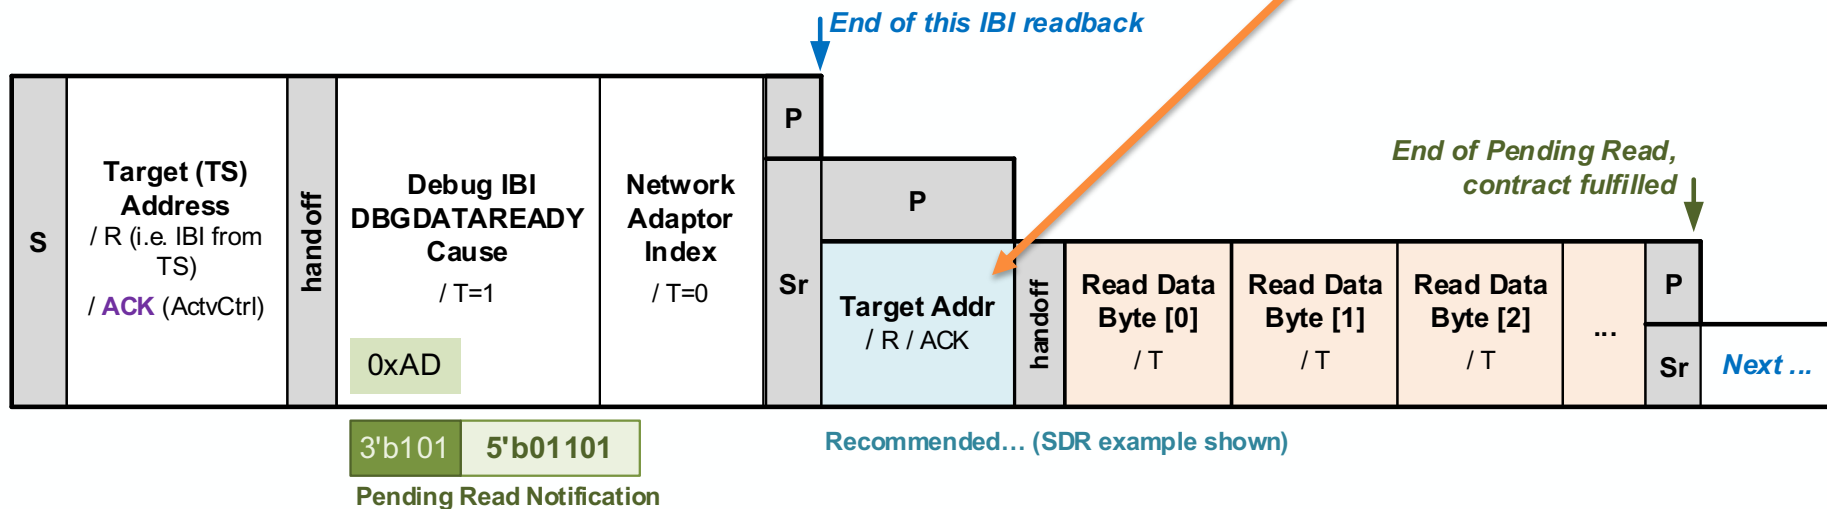 End of this IBI readback
S
Target (TS)
Address
/ R (i.e. IBI from
TS)
/ ACK (ActvCtrl)
handoff
Debug IBI
DBGDATAREADY
Cause
/ T=1
0xAD
Network
Adaptor
Index
/ T=0
P
Sr
P
Target Addr
/ R / ACK
handoff
Read Data
Byte [0]
/ T
Read Data
Byte [1]
/ T
Read Data
Byte [2]
/ T
...
End of Pending Read,
contract fulfilled
P
Sr
Next ...
3'b101
5'b01101
Pending Read Notification
Recommended... (SDR example shown)